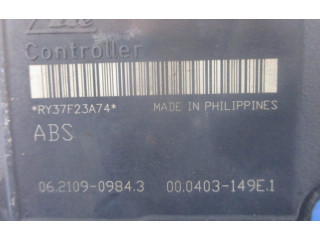 Controller
*RY37F23A74*
MADE IN PHILIPPINES
ABS
06.2109-0984.3
00.0403-149E.1